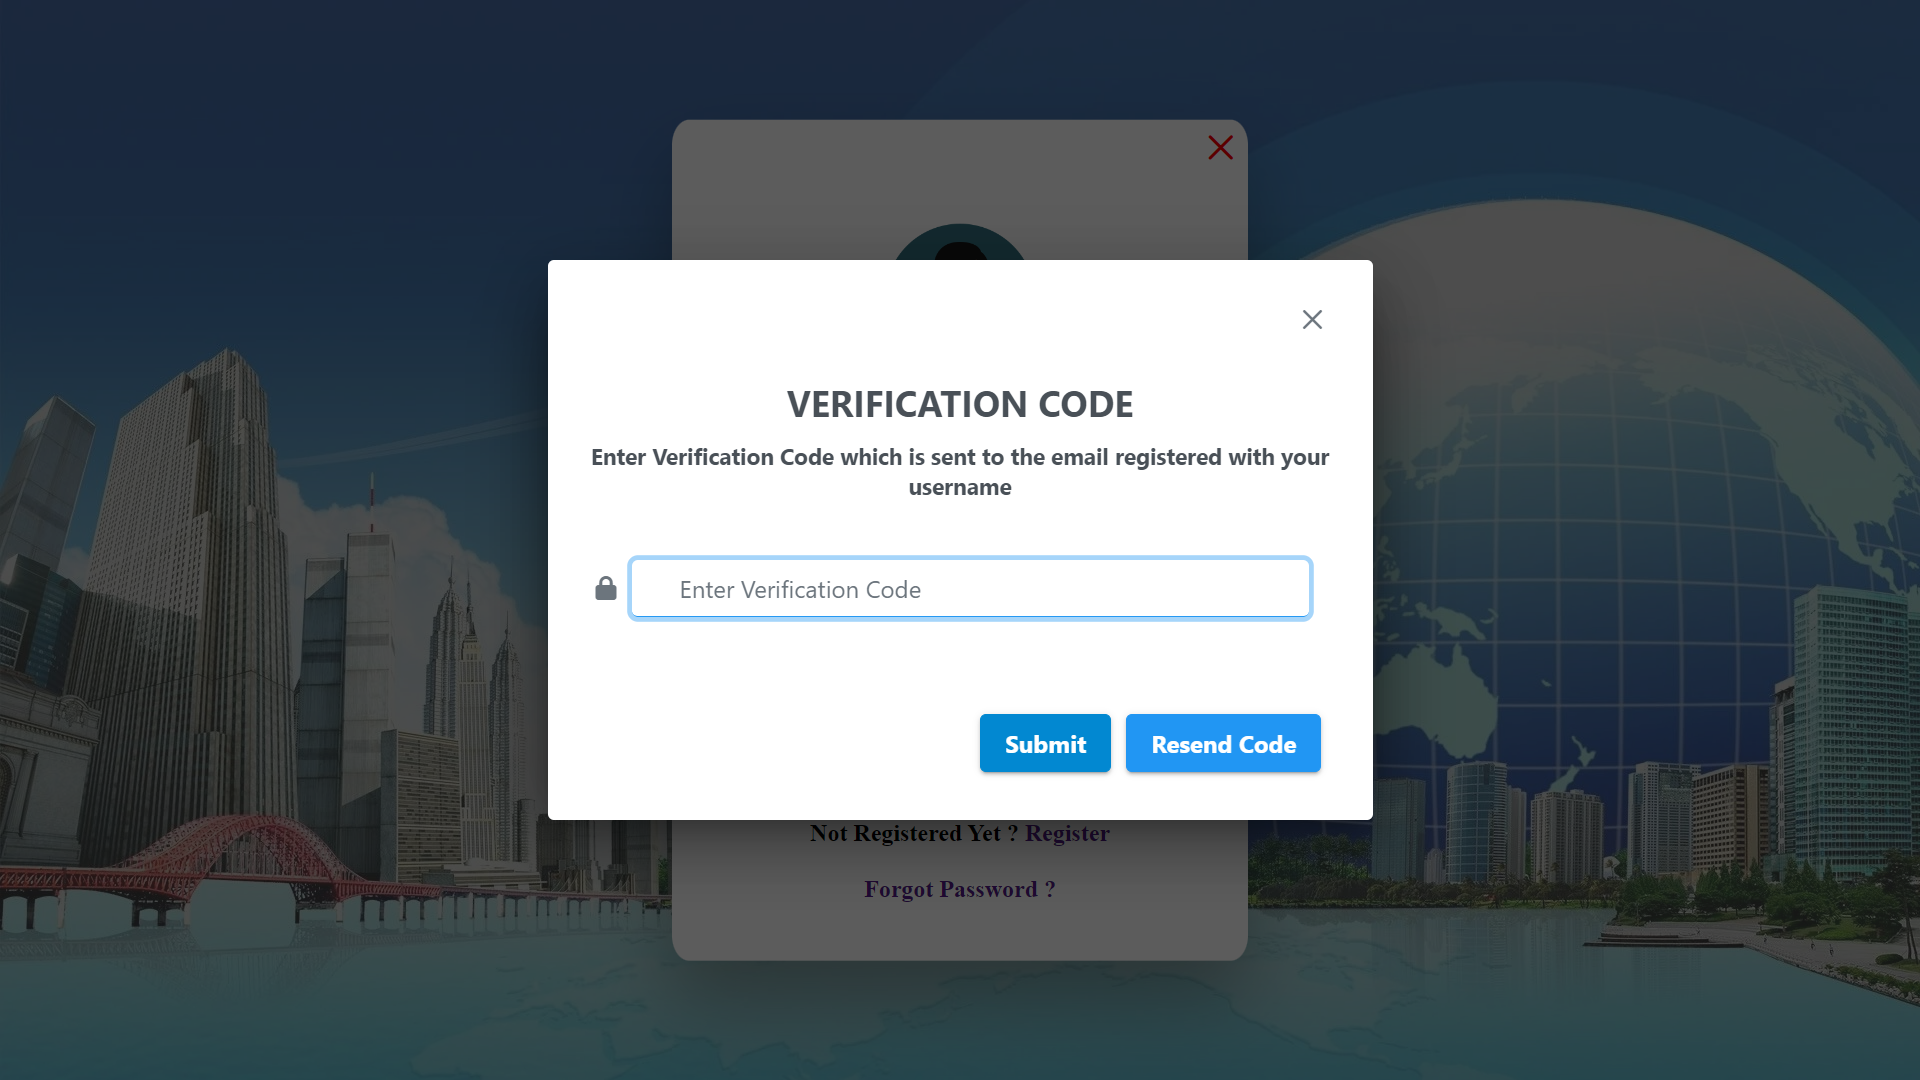 VERIFICATION CODE
Enter Verification Code which is sent to the email registered with your
username
Enter Verification Code
Submit
Resend Code
Not Registered Yet ? Register
Forgot Password ?